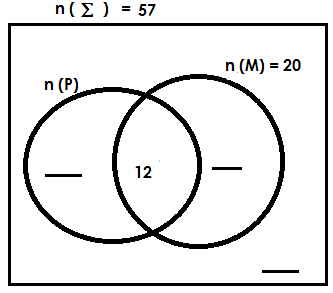 n ( Σ ) = 57
n (P)
n (M) = 20
12